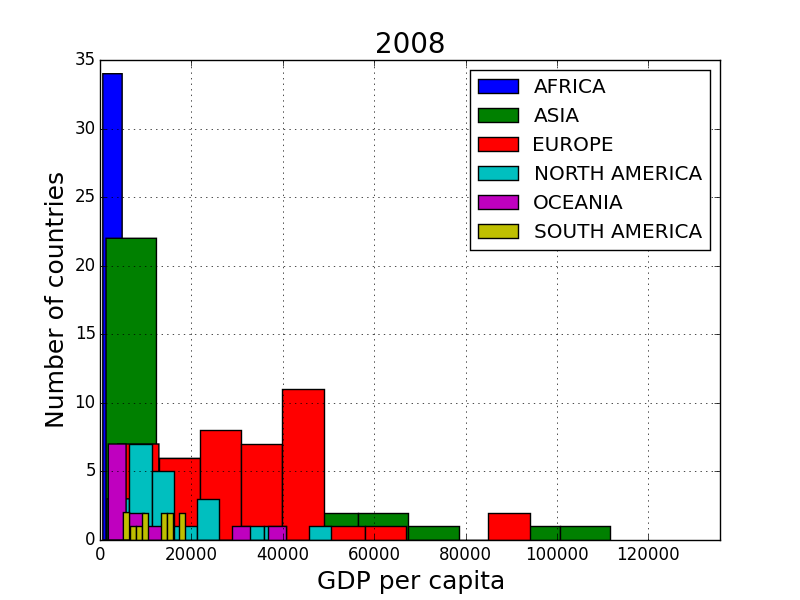 2008
35
30
25
20
15
10
5
0
Number of countries
AFRICA
ASIA
EUROPE
NORTH AMERICA
OCEANIA
SOUTH AMERICA
0 20000 40000 60000 80000 100000 120000
GDP per capita